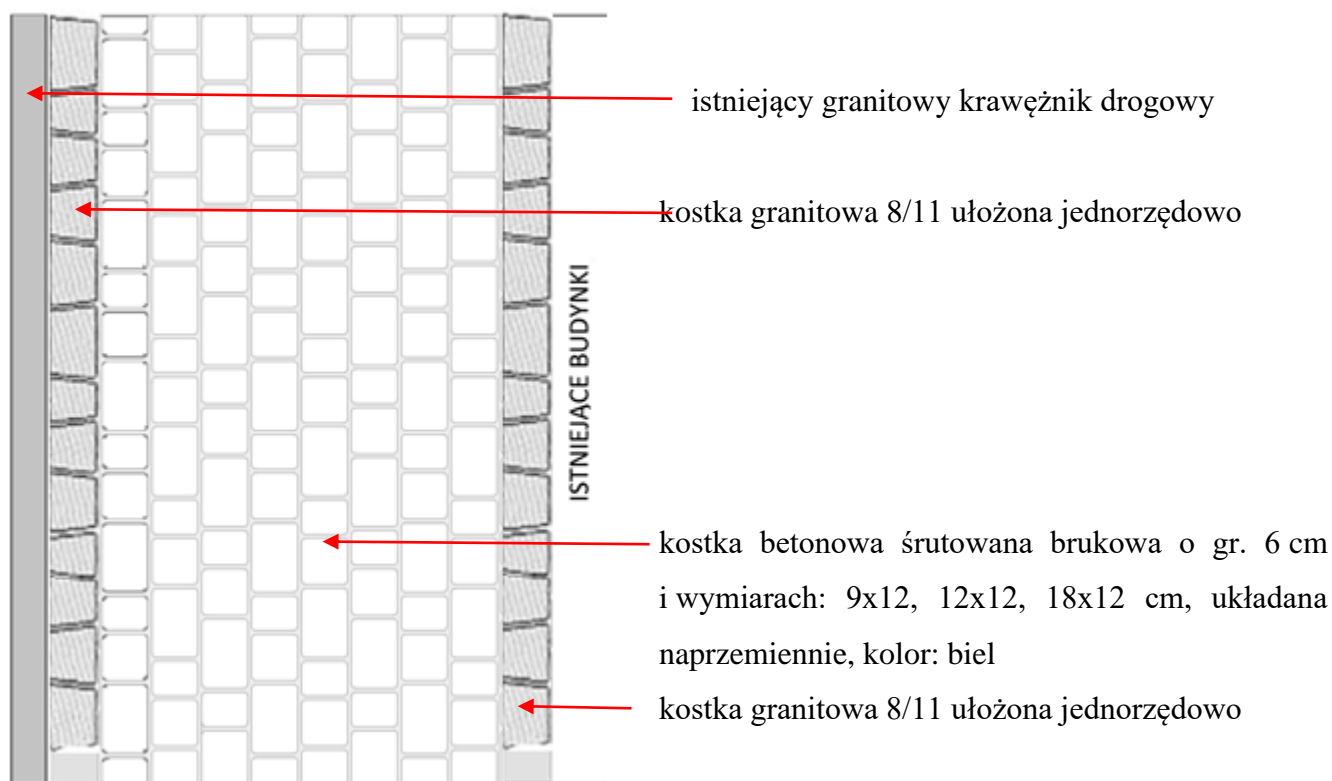 istniejący granitowy krawężnik drogowy
kostka granitowa 8/11 ułożona jednorzędowo
ISTNIEJĄCE BUDYNKI
kostka betonowa śrutowana brukowa o gr. 6 cm
i wymiarach: 9x12, 12x12, 18x12 cm, układana
naprzemiennie, kolor: biel
kostka granitowa 8/11 ułożona jednorzędowo